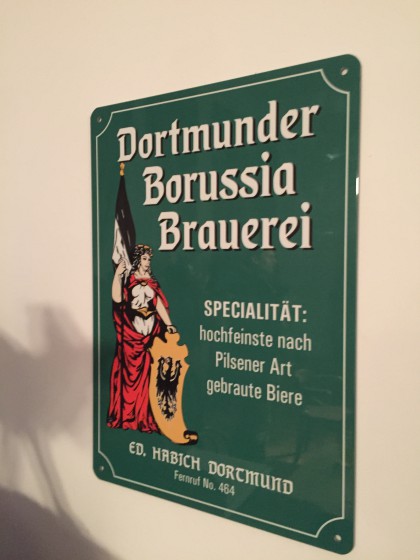 Dortmunder
Borussia
Brauerei
SPECIALITÄT:
hochfeinste nach
Pilsener Art
gebraute Biere
ED. HABICH DORTMUND
Fernruf No. 464